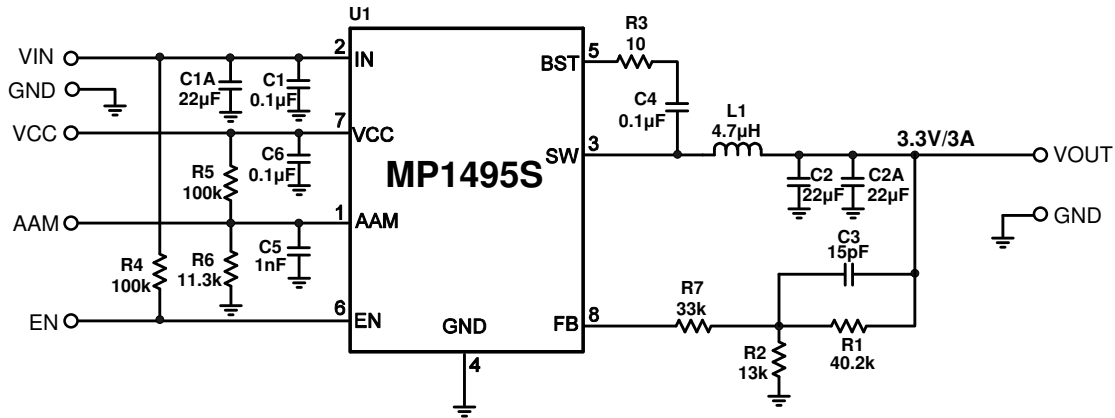 U1
VIN
2
IN
GND
C1A
22µF
C1
0.1µF
VCC
7
VCC
C6
0.1µF
R5
100k
AAM
1
AAM
R4
100k
R6
11.3k
C5
1nF
EN
6
EN
MP1495S
GND
4
BST
5
R3
10
C4
0.1µF
SW
3
L1
4.7µH
3.3V/3A
VOUT
C2
22µF
C2A
22µF
GND
C3
15pF
FB
8
R7
33k
R2
13k
R1
40.2k